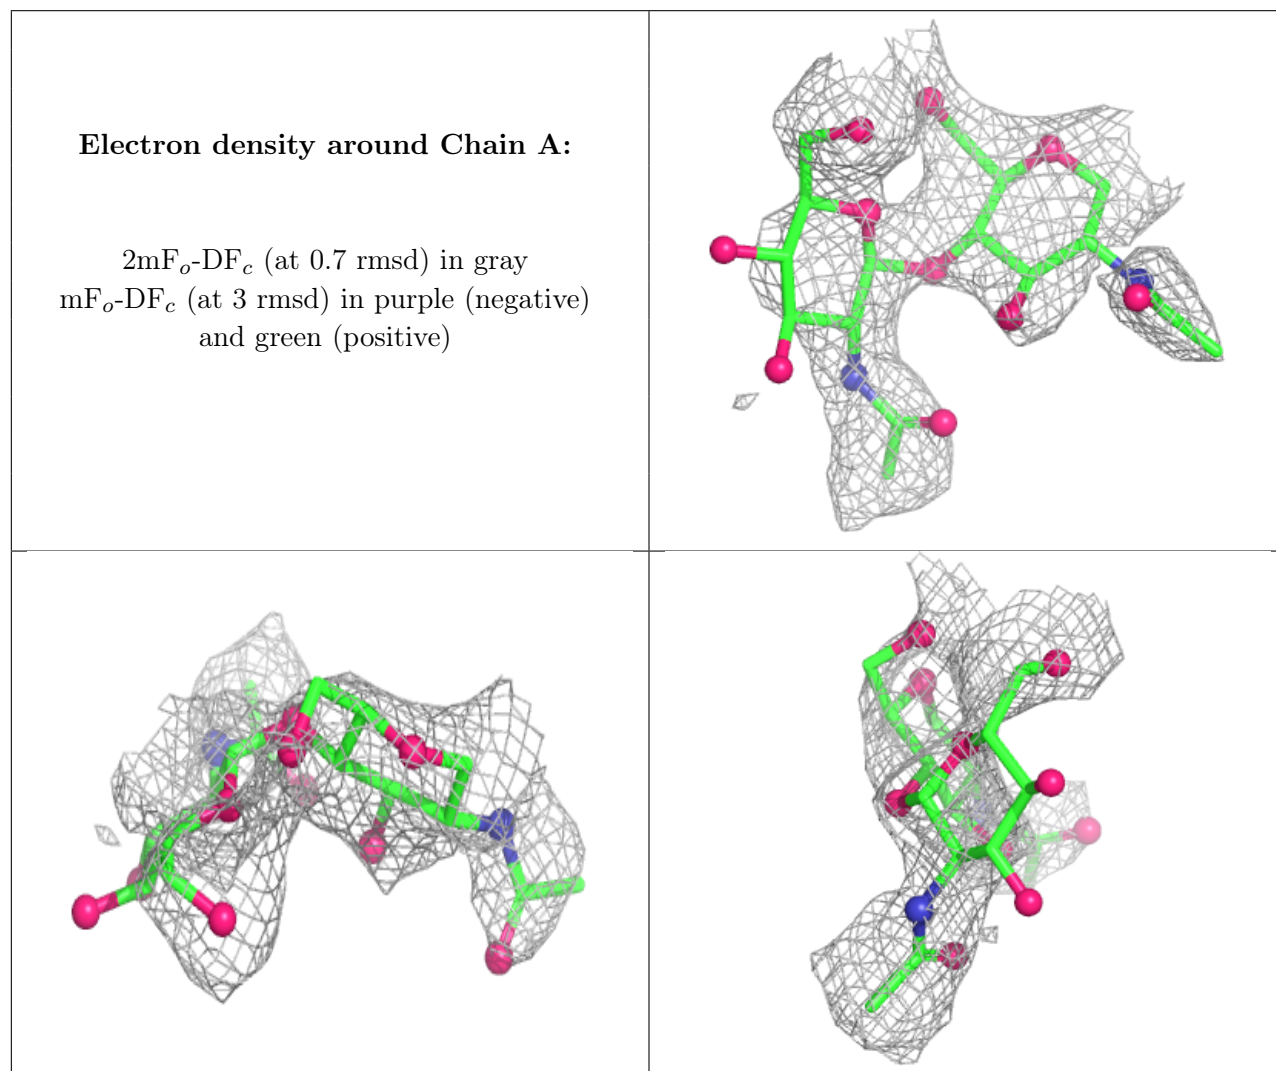 Electron density around Chain A:
2mFo-DFc (at 0.7 rmsd) in gray
mFo-DFc (at 3 rmsd) in purple (negative)
and green (positive)